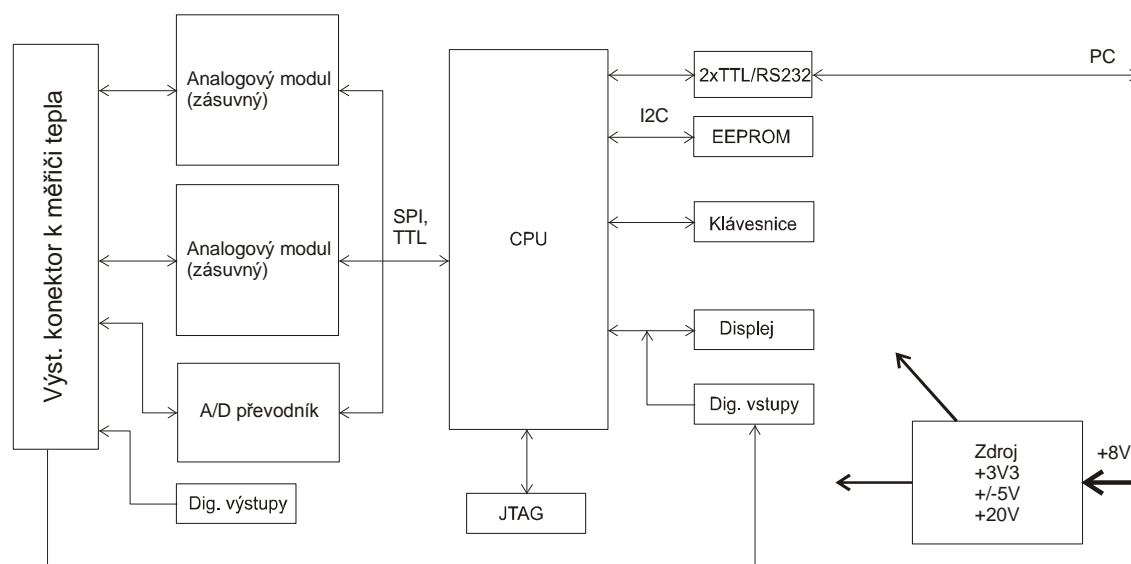 Výst. konektor k měřiči tepla
Analogový modul
(zásuvný)
Analogový modul
(zásuvný)
A/D převodník
Dig. výstupy
SPI,
TTL
CPU
JTAG
2xTTL/RS232
PC
I2C
EEPROM
Klávesnice
Displej
Dig. vstupy
Zdroj
+3V3
+/-5V
+20V
+8V